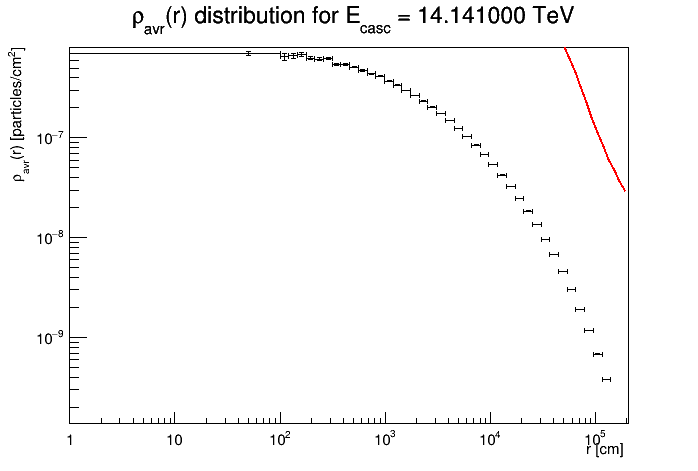 ρavr(r) distribution for Ecasc = 14.141000 TeV
ρavr(r) [particles/cm²]
10⁻⁷
10⁻⁸
10⁻⁹
1 10 10² 10³ 10⁴ 10⁵
r [cm]